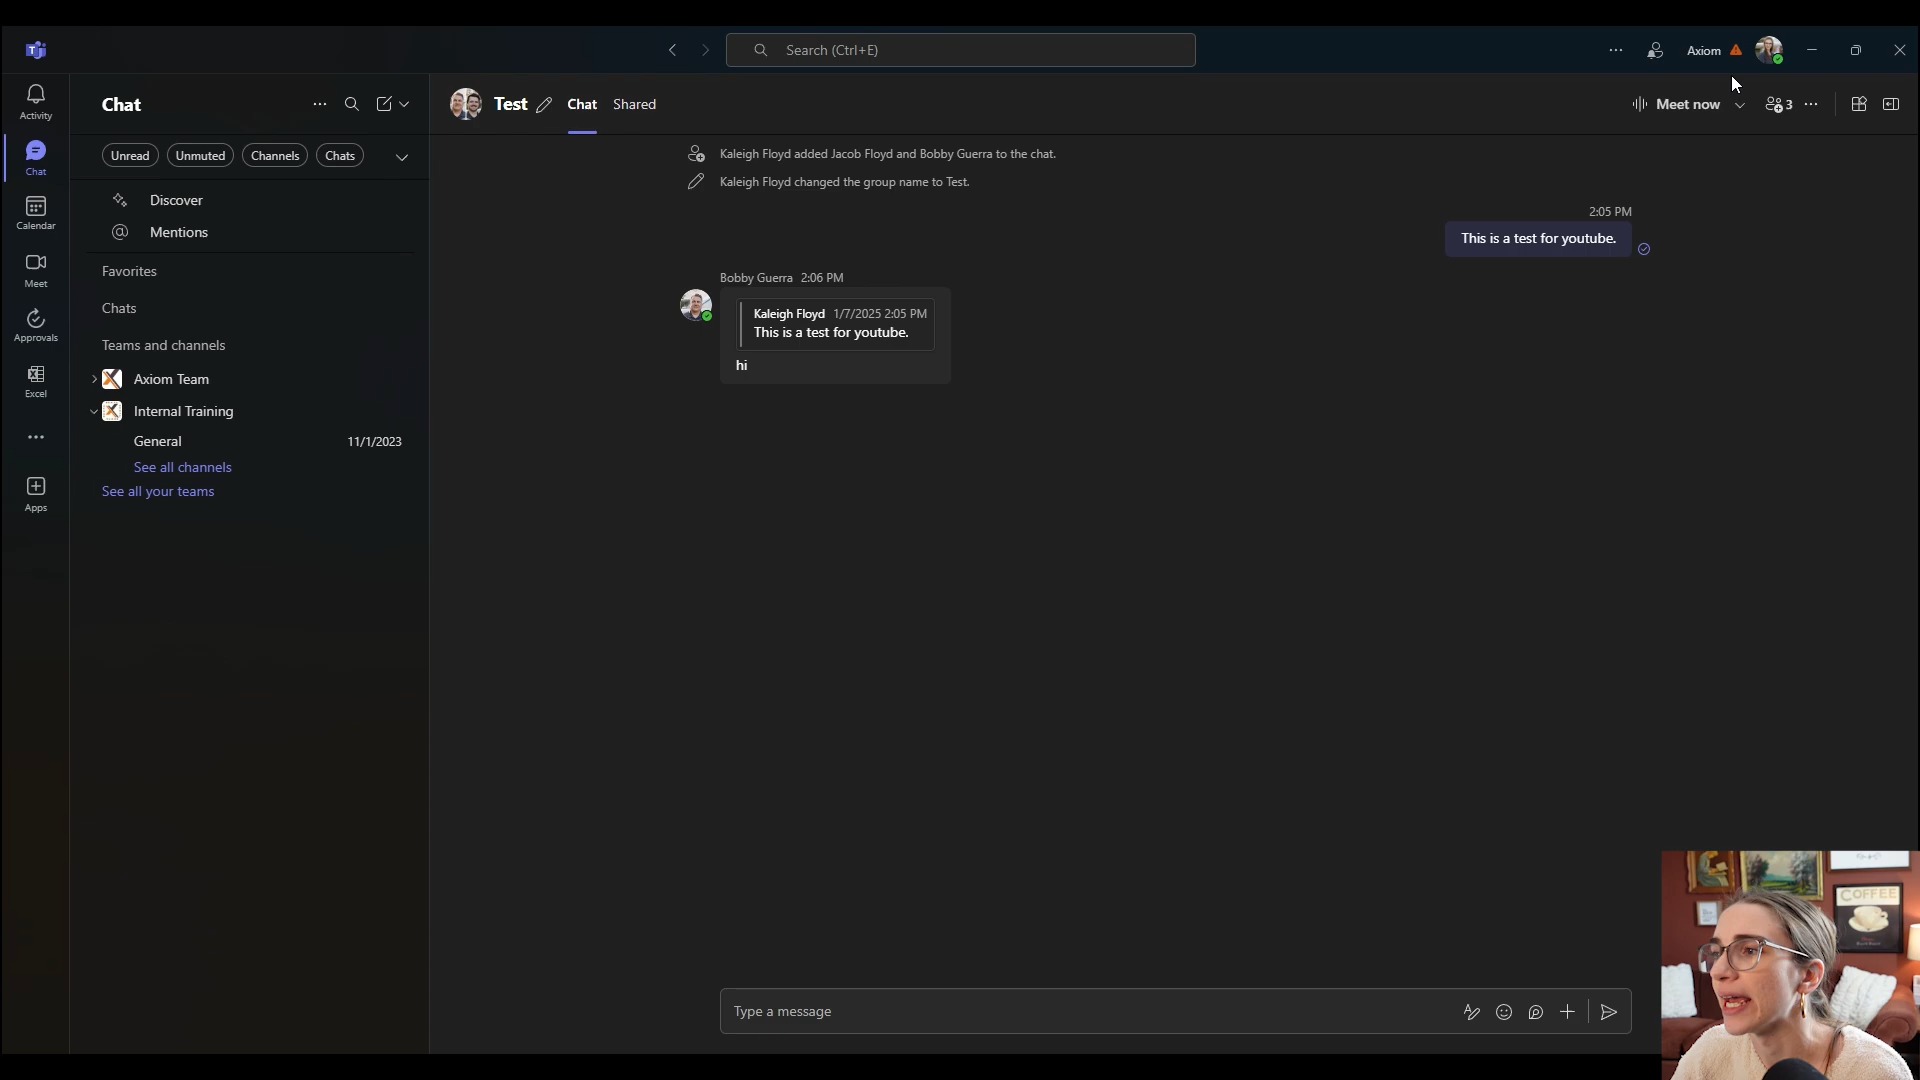 Search (Ctrl+E)
Axiom
Activity
Chat
Calendar
Meet
Approvals
Excel
Apps
Chat
Unread
Unmuted
Channels
Chats
Discover
Mentions
Favorites
Chats
Teams and channels
Axiom Team
Internal Training
General 11/1/2023
See all channels
See all your teams
Test Chat Shared
Meet now 3
Kaleigh Floyd added Jacob Floyd and Bobby Guerra to the chat.
Kaleigh Floyd changed the group name to Test.
2:05 PM
This is a test for youtube.
Bobby Guerra 2:06 PM
Kaleigh Floyd 1/7/2025 2:05 PM
This is a test for youtube.
hi
Type a message
COFFEE